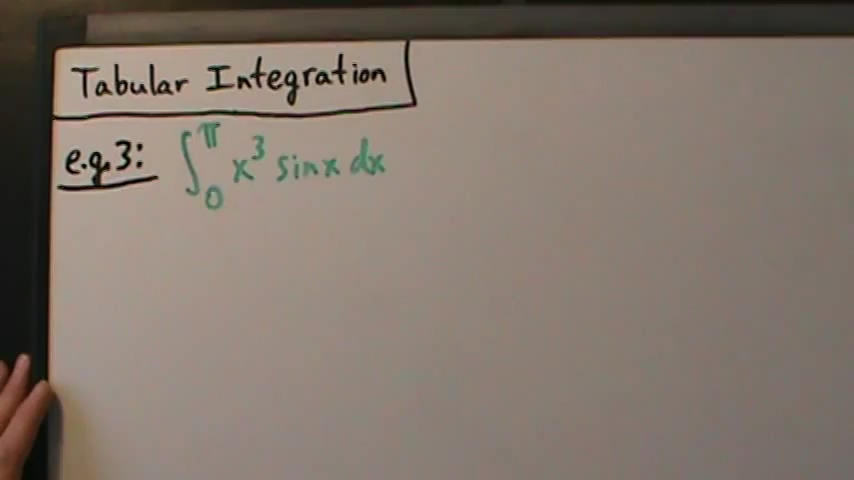 Tabular Integration
e.g.3: ∫₀^π x³ sinx dx